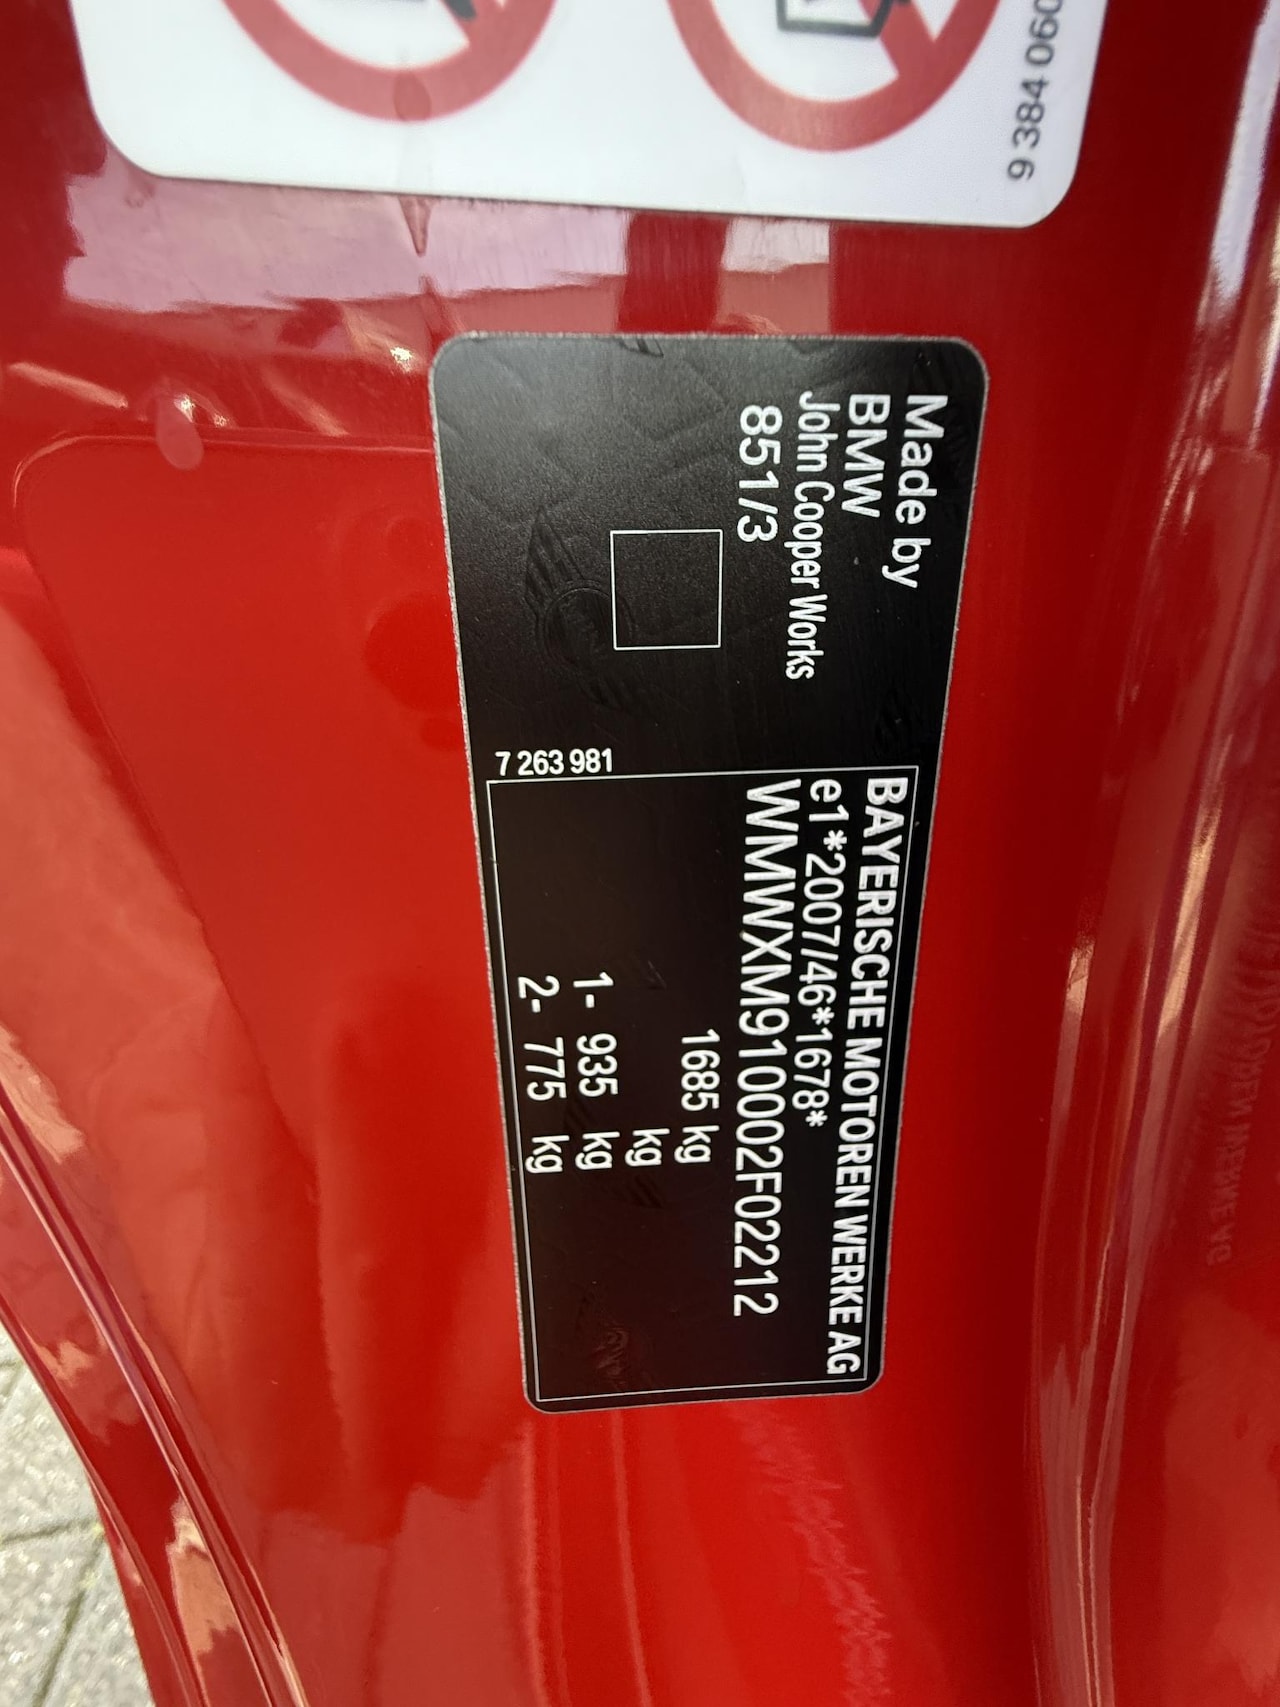 9 384 060
Made by
BMW
John Cooper Works
851/3
7 263 981
BAYERISCHE MOTOREN WERKE AG
e1*2007/46*1678*
WMWXM910002F02212
1685 kg
kg
1- 935 kg
2- 775 kg